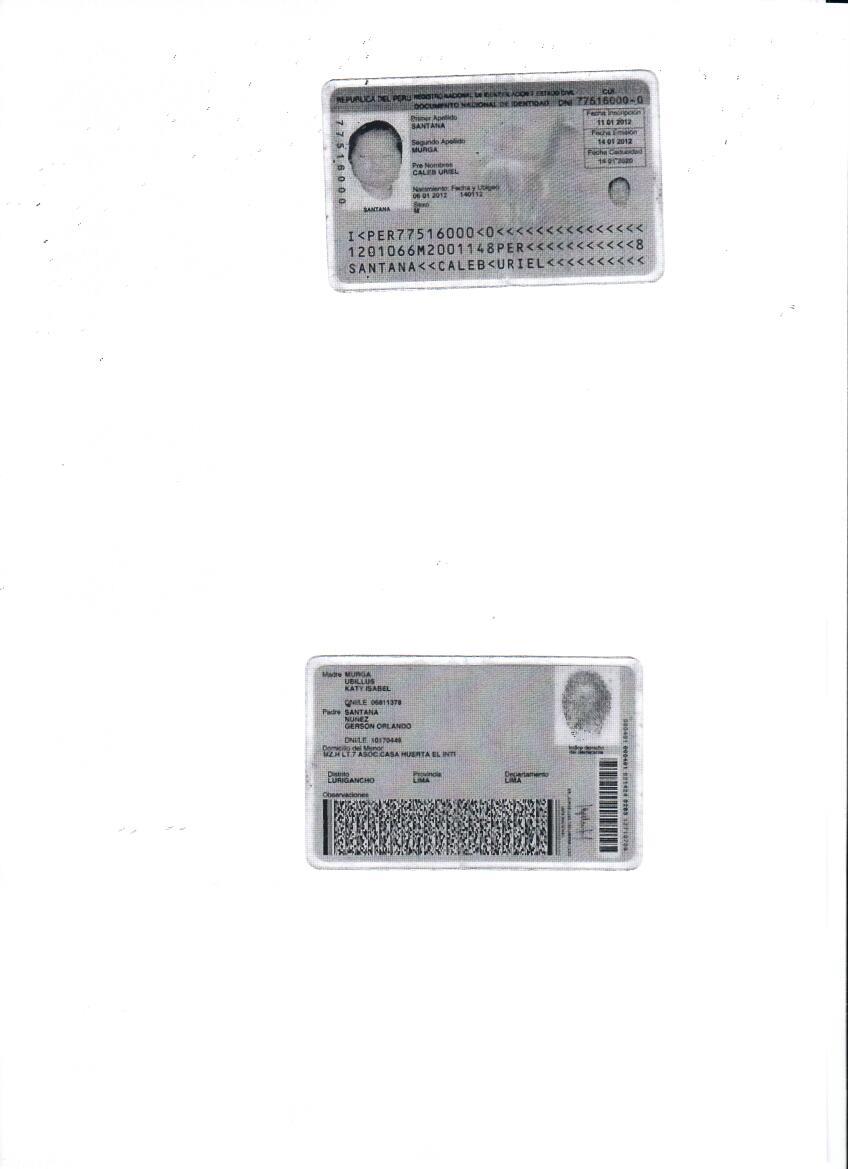 REPUBLICA DEL PERU REGISTRO NACIONAL DE IDENTIFICACION Y ESTADO CIVIL CUI
DOCUMENTO NACIONAL DE IDENTIDAD DNI 77516000-0
Primer Apellido
SANTANA
Segundo Apellido
MURGA
Pre Nombres
CALEB URIEL
Nacimiento: Fecha y Ubigeo
06 01 2012 140112
Sexo
M
Fecha Inscripción
11 01 2012
Fecha Emisión
14 01 2012
Fecha Caducidad
14 01 2020
77516000
SANTANA
I<PER77516000<0<<<<<<<<<<<<<<<
1201066M2001148PER<<<<<<<<<<<8
SANTANA<<CALEB<URIEL<<<<<<<<<<
Madre MURGA
UBILLUS
KATY ISABEL
DNI/LE 06811378
Padre SANTANA
NUÑEZ
GERSON ORLANDO
DNI/LE 10170449
Domicilio del Menor
MZ.H LT.7 ASOC.CASA HUERTA EL INTI
Distrito Provincia Departamento
LURIGANCHO LIMA LIMA
Observaciones
Indice derecho
del declarante